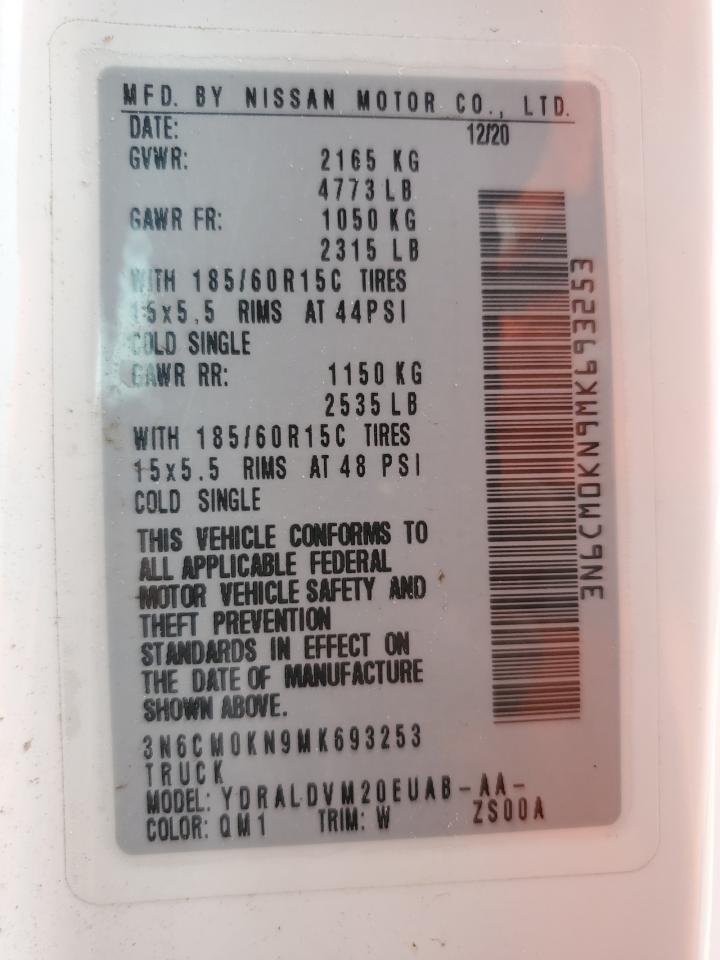 MFD. BY NISSAN MOTOR CO., LTD.
DATE: 12/20
GVWR: 2165 KG
4773 LB
GAWR FR: 1050 KG
2315 LB
WITH 185/60R15C TIRES
15x5.5 RIMS AT 44PSI
COLD SINGLE
GAWR RR: 1150 KG
2535 LB
WITH 185/60R15C TIRES
15x5.5 RIMS AT 48 PSI
COLD SINGLE
THIS VEHICLE CONFORMS TO
ALL APPLICABLE FEDERAL
MOTOR VEHICLE SAFETY AND
THEFT PREVENTION
STANDARDS IN EFFECT ON
THE DATE OF MANUFACTURE
SHOWN ABOVE.
3N6CM0KN9MK693253
TRUCK
MODEL: YDRALDVM20EUAB-AA-
COLOR: QM1 TRIM: W ZS00A
3N6CM0KN9MK693253